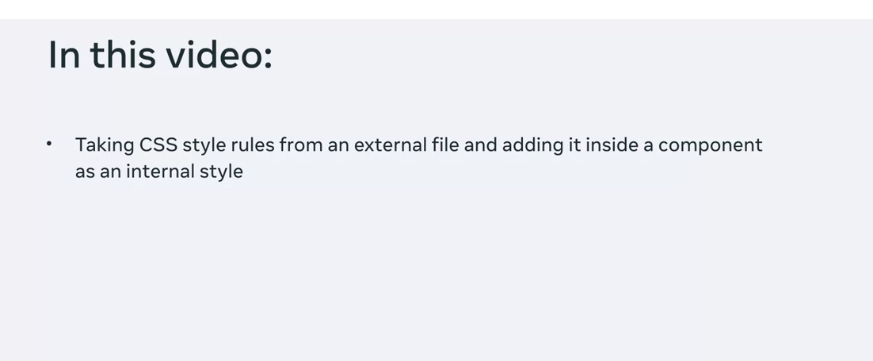 In this video:
• Taking CSS style rules from an external file and adding it inside a component
as an internal style